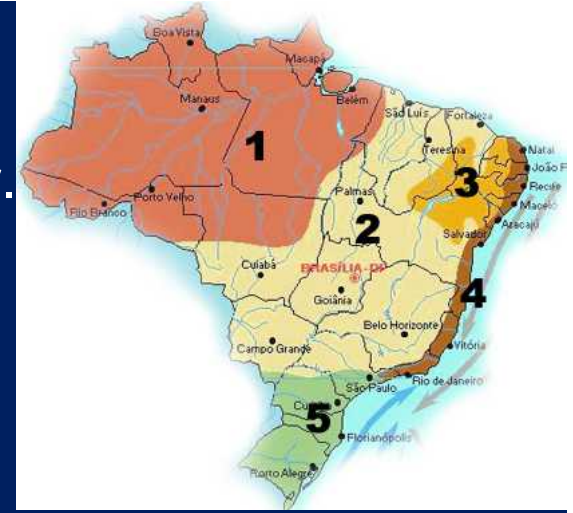 Boa Vista
Macapá
Manaus
Belém
São Luís
Fortaleza
1
Teresina
Natal
João P
3
Recife
Porto Velho
Palmas
Maceió
Rio Branco
Aracajú
2
Salvador
Cuiabá
BRASÍLIA-DF
4
Goiânia
Belo Horizonte
Vitória
Campo Grande
São Paulo
Rio de Janeiro
5
Florianópolis
Porto Alegre